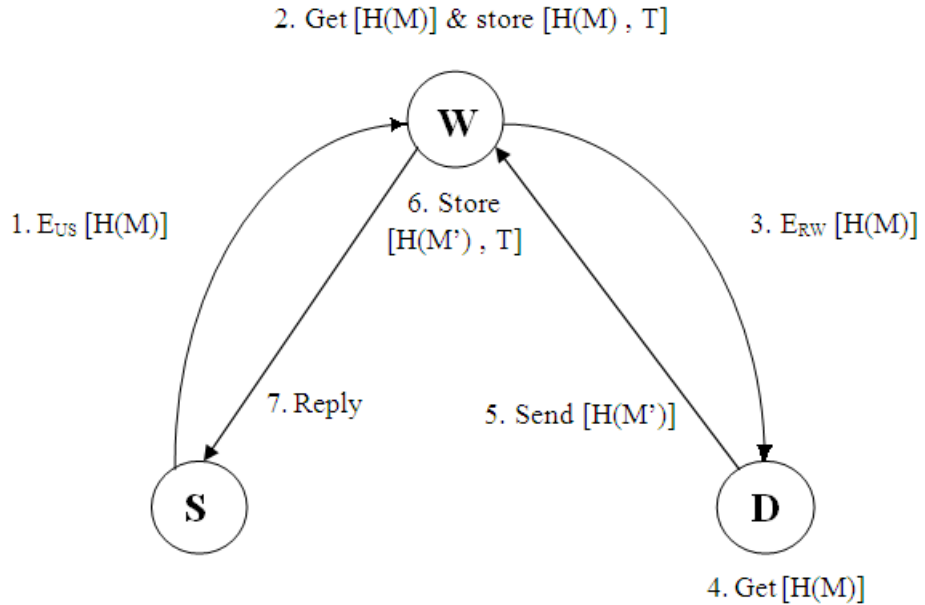 2. Get [H(M)] & store [H(M) , T]
W
1. EUS [H(M)]
6. Store
[H(M’) , T]
3. ERW [H(M)]
7. Reply
5. Send [H(M’)]
S
D
4. Get [H(M)]